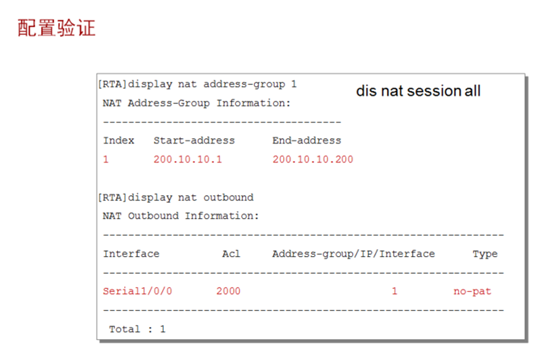 配置验证
[RTA]display nat address-group 1
dis nat session all
NAT Address-Group Information:
--------------------------------------
Index Start-address End-address
1 200.10.10.1 200.10.10.200
[RTA]display nat outbound
NAT Outbound Information:
----------------------------------------------------------------
Interface Acl Address-group/IP/Interface Type
----------------------------------------------------------------
Serial1/0/0 2000 1 no-pat
----------------------------------------------------------------
Total : 1